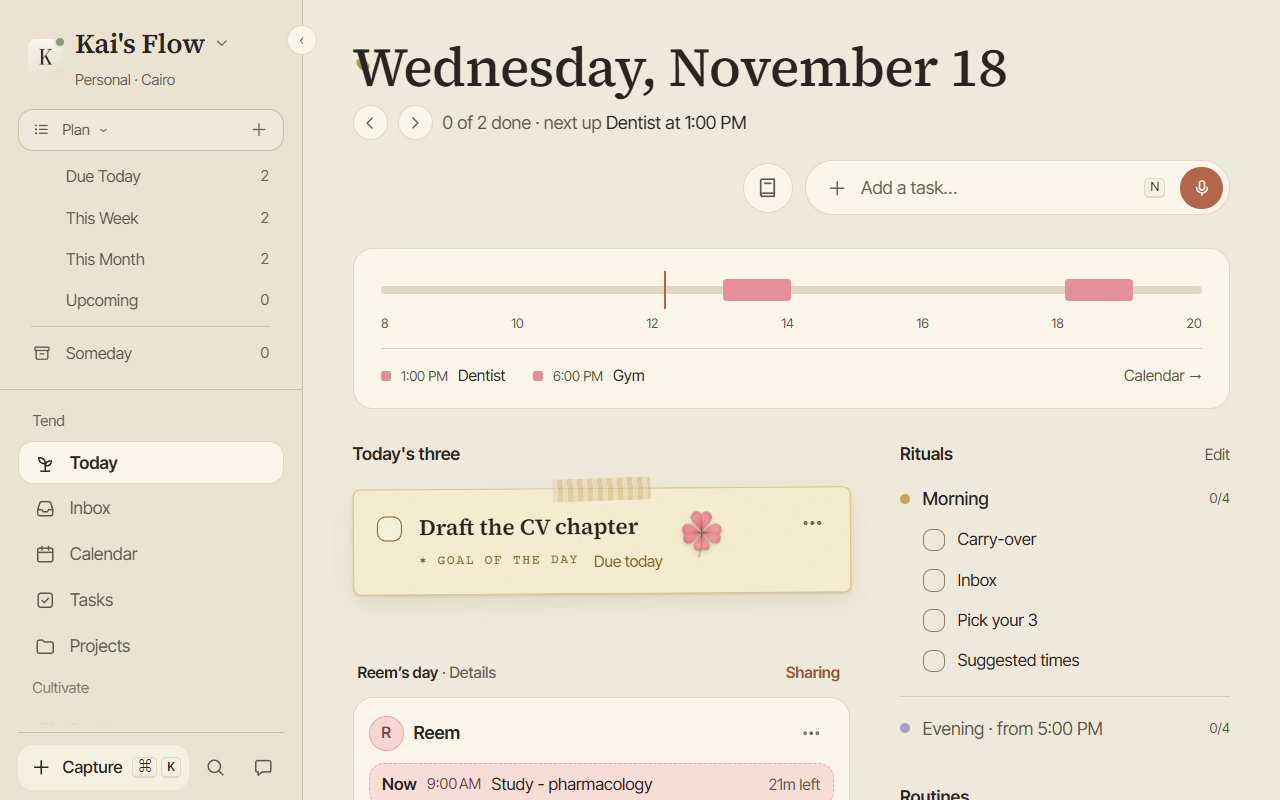 K
Kai's Flow
Personal · Cairo
Plan
Due Today 2
This Week 2
This Month 2
Upcoming 0
Someday 0
Tend
Today
Inbox
Calendar
Tasks
Projects
Cultivate
Capture ⌘ K
Wednesday, November 18
0 of 2 done · next up Dentist at 1:00 PM
Add a task... N
8 10 12 14 16 18 20
1:00 PM Dentist 6:00 PM Gym Calendar →
Today's three
Draft the CV chapter
* GOAL OF THE DAY Due today
Reem's day · Details Sharing
R Reem
Now 9:00 AM Study - pharmacology 21m left
Rituals Edit
Morning 0/4
Carry-over
Inbox
Pick your 3
Suggested times
Evening · from 5:00 PM 0/4
Routines